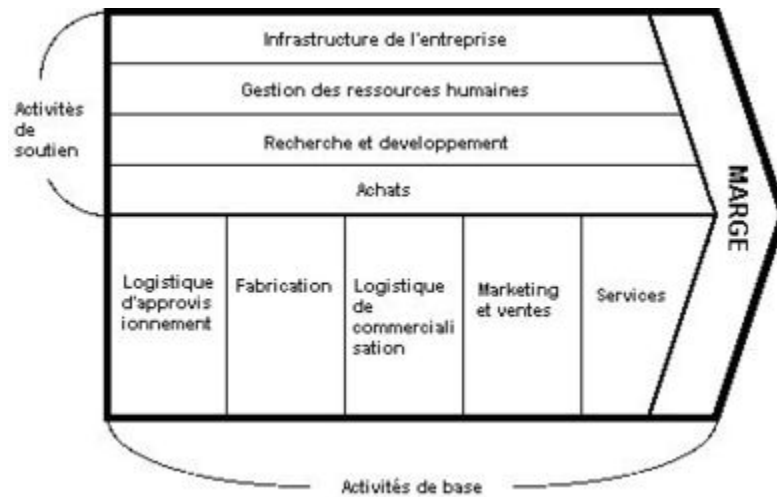 Infrastructure de l'entreprise
Gestion des ressources humaines
Activitès
de
soutien
Recherche et developpement
Achats
MARGE
Logistique
d'approvis
ionnement
Fabrication
Logistique
de
commerciali
sation
Marketing
et ventes
Services
Activités de base